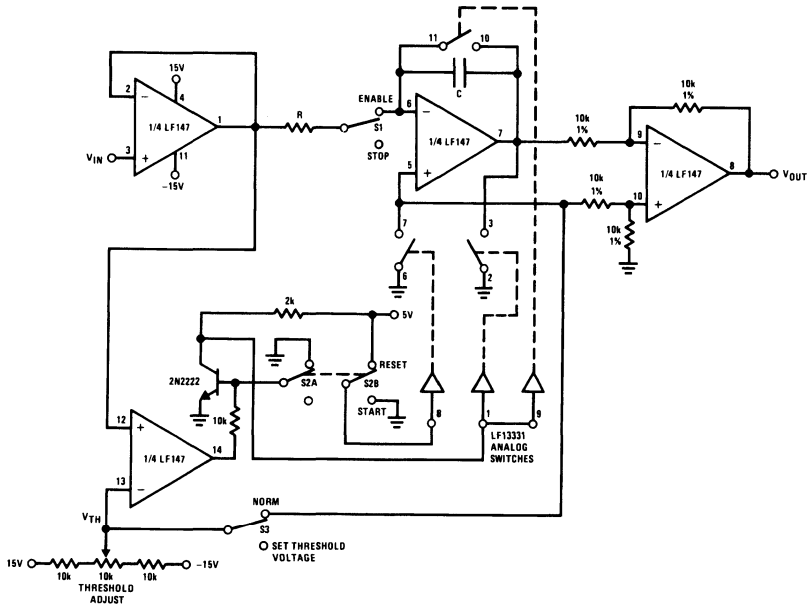 11
10
C
ENABLE
R
S1
STOP
6
−
1/4 LF147
7
5
+
2
−
15V
4
1/4 LF147
1
VIN
3
+
11
−15V
10k
1%
10k
1%
9
−
1/4 LF147
8
VOUT
10k
1%
10
+
10k
1%
7
6
3
2
2k
5V
2N2222
S2A
RESET
S2B
START
10k
8
1
9
LF13331
ANALOG
SWITCHES
12
+
1/4 LF147
14
13
−
VTH
NORM
S3
SET THRESHOLD
VOLTAGE
15V
10k
10k
10k
−15V
THRESHOLD
ADJUST